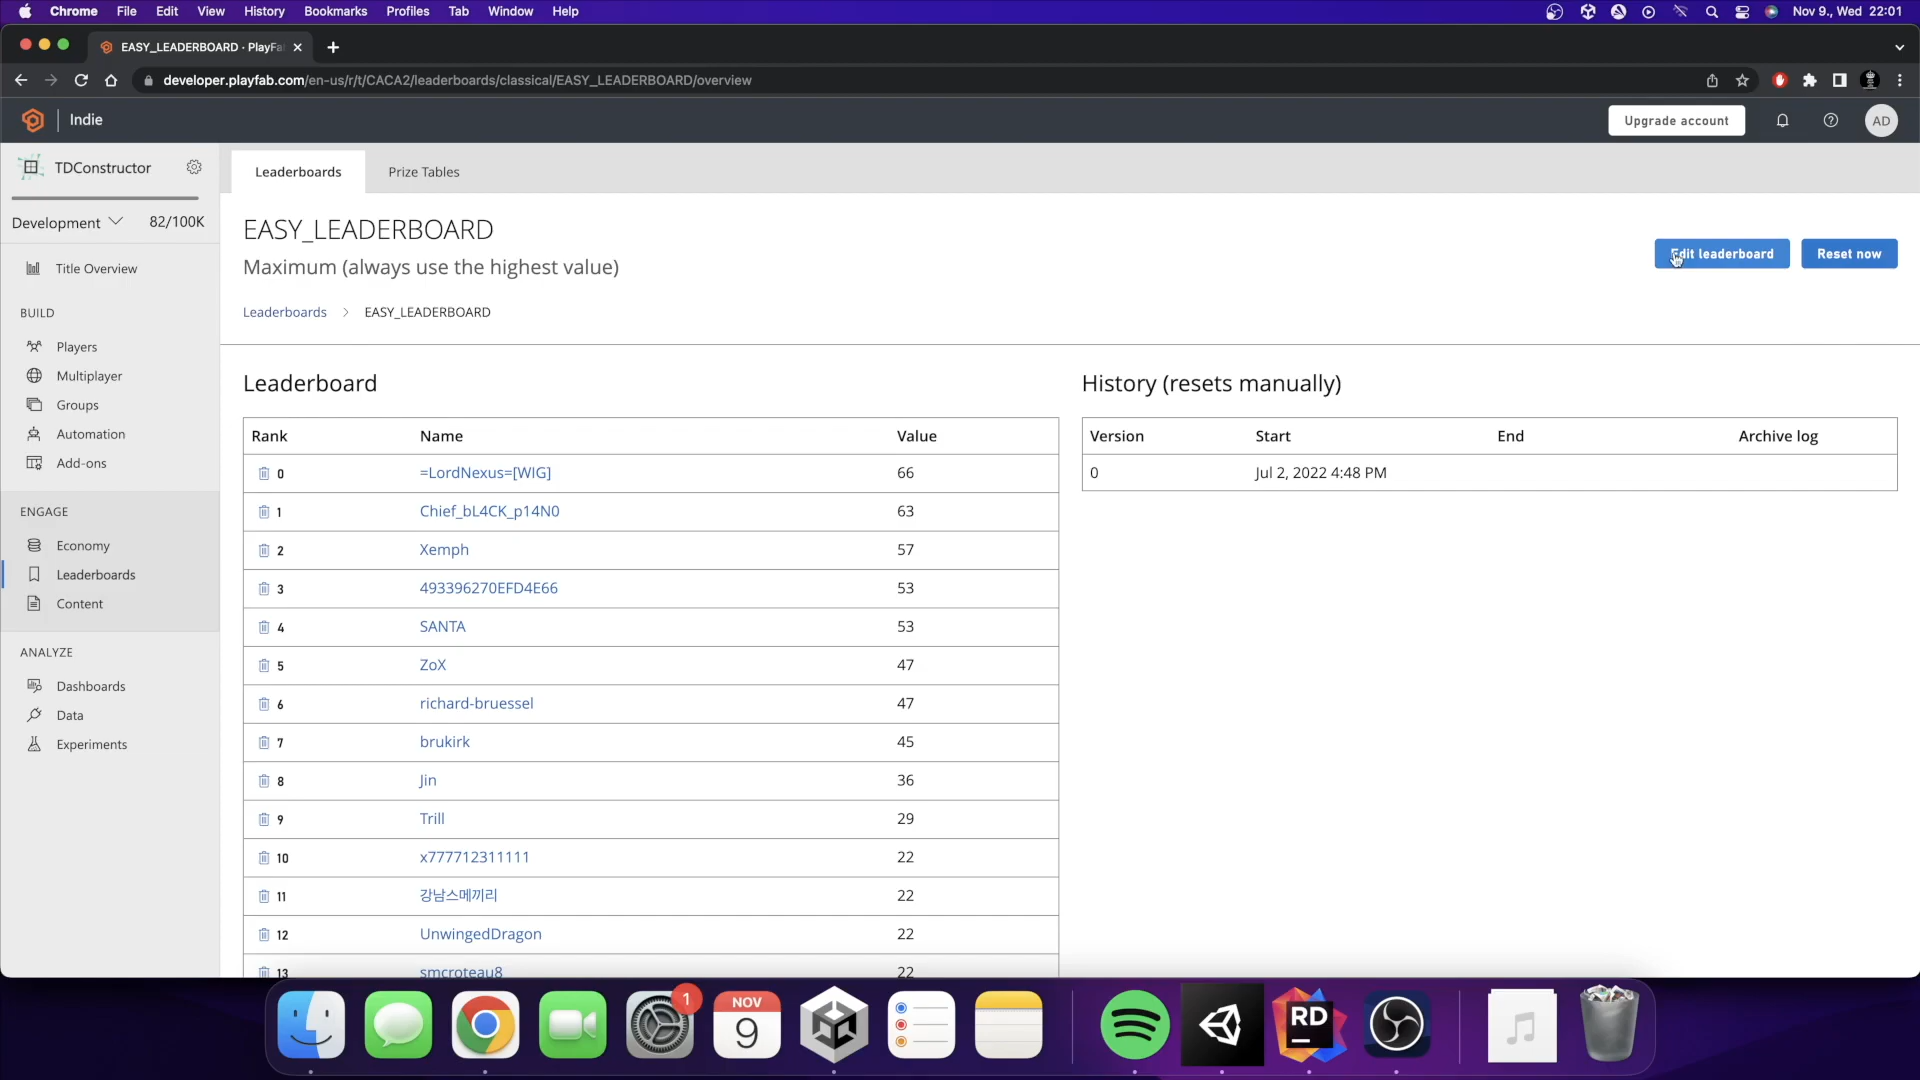 Chrome File Edit View History Bookmarks Profiles Tab Window Help Nov 9., Wed 22:01
EASY_LEADERBOARD · PlayFa
developer.playfab.com/en-us/r/t/CACA2/leaderboards/classical/EASY_LEADERBOARD/overview
Indie Upgrade account AD
TDConstructor
Development 82/100K
Title Overview
BUILD
Players
Multiplayer
Groups
Automation
Add-ons
ENGAGE
Economy
Leaderboards
Content
ANALYZE
Dashboards
Data
Experiments
Leaderboards Prize Tables
EASY_LEADERBOARD
Maximum (always use the highest value)
Edit leaderboard Reset now
Leaderboards > EASY_LEADERBOARD
Leaderboard
Rank Name Value
0 =LordNexus=[WIG] 66
1 Chief_bL4CK_p14N0 63
2 Xemph 57
3 493396270EFD4E66 53
4 SANTA 53
5 ZoX 47
6 richard-bruessel 47
7 brukirk 45
8 Jin 36
9 Trill 29
10 x777712311111 22
11 강남스메끼리 22
12 UnwingedDragon 22
13 smcroteau8 22
History (resets manually)
Version Start End Archive log
0 Jul 2, 2022 4:48 PM
1
NOV
9
RD